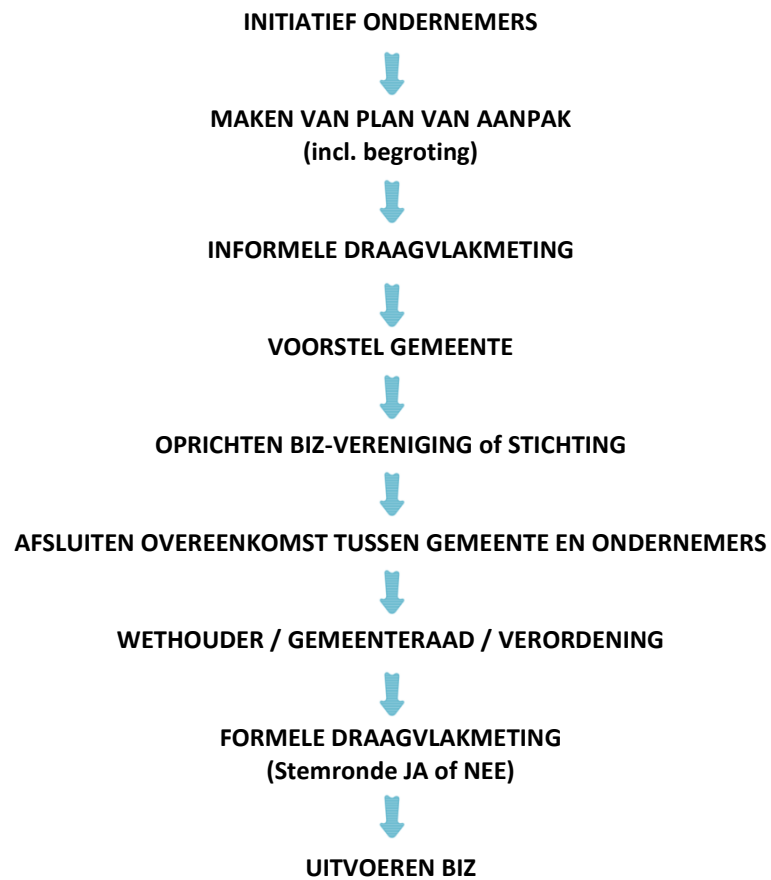 INITIATIEF ONDERNEMERS
MAKEN VAN PLAN VAN AANPAK
(incl. begroting)
INFORMELE DRAAGVLAKMETING
VOORSTEL GEMEENTE
OPRICHTEN BIZ-VERENIGING of STICHTING
AFSLUITEN OVEREENKOMST TUSSEN GEMEENTE EN ONDERNEMERS
WETHOUDER / GEMEENTERAAD / VERORDENING
FORMELE DRAAGVLAKMETING
(Stemronde JA of NEE)
UITVOEREN BIZ